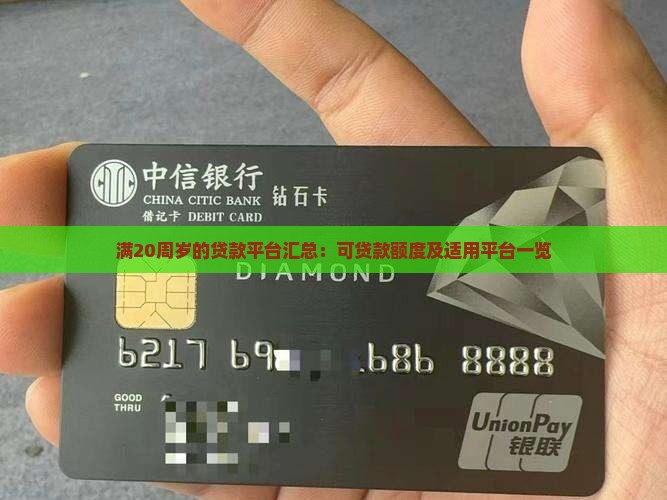 中信银行
CHINA CITIC BANK
借记卡 DEBIT CARD
钻石卡
满20周岁的贷款平台汇总：可贷款额度及适用平台一览
DIAMOND
6217 69 686 8888
GOOD
THRU
UnionPay
银联